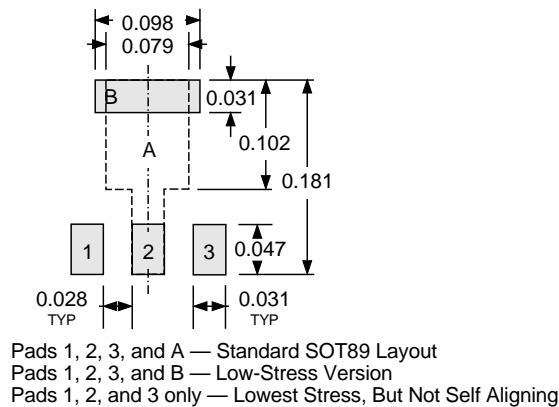 0.098
0.079
B
0.031
0.102
A
0.181
1
2
3
0.047
0.028
TYP
0.031
TYP
Pads 1, 2, 3, and A — Standard SOT89 Layout
Pads 1, 2, 3, and B — Low-Stress Version
Pads 1, 2, and 3 only — Lowest Stress, But Not Self Aligning